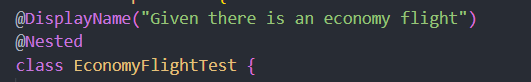 @DisplayName("Given there is an economy flight")
@Nested
class EconomyFlightTest {